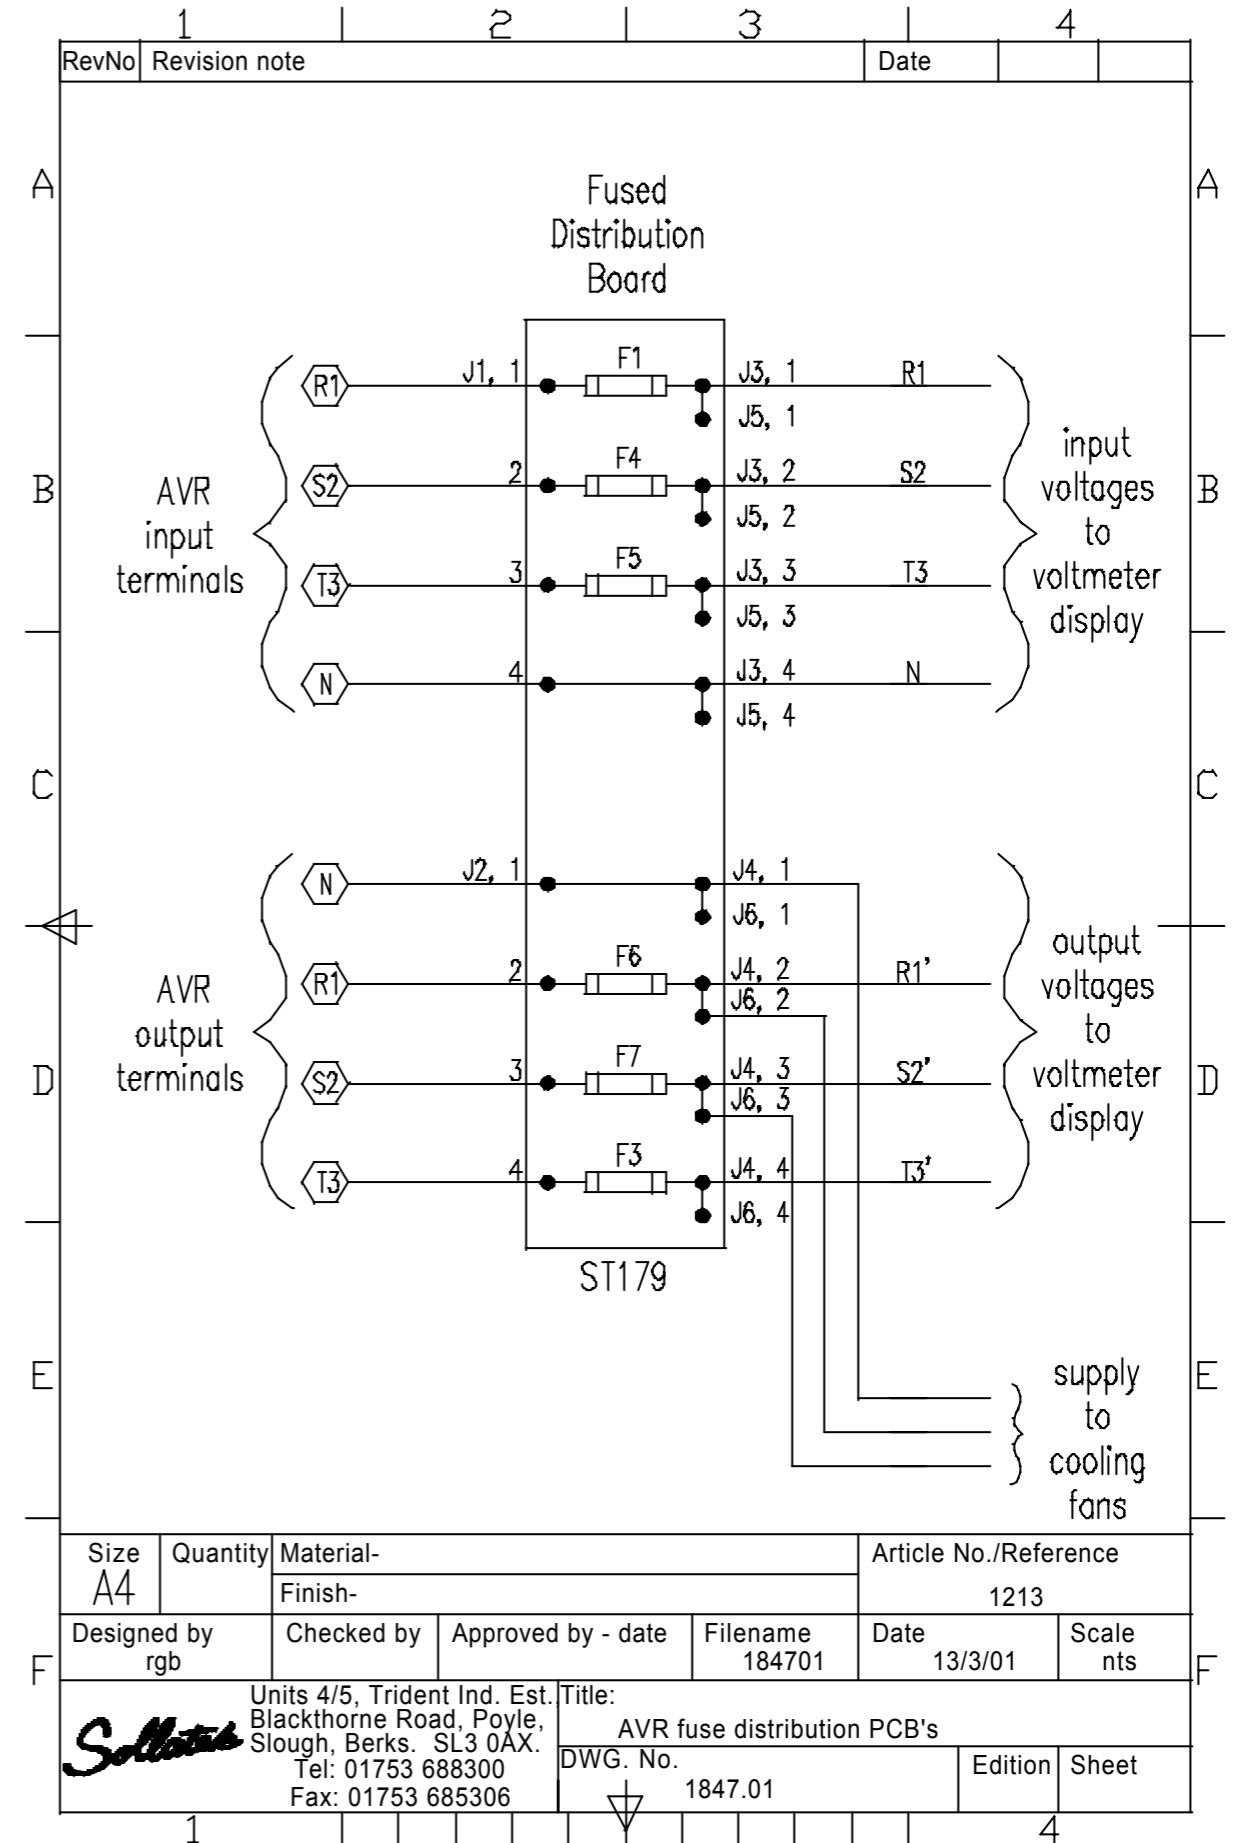 1 2 3 4
RevNo Revision note Date
A A
Fused
Distribution
Board
R1 J1, 1 F1 J3, 1 R1
J5, 1
S2 2 F4 J3, 2 S2
J5, 2
T3 3 F5 J3, 3 T3
J5, 3
N 4 J3, 4 N
J5, 4
B B
AVR
input
terminals
input
voltages
to
voltmeter
display
C C
N J2, 1 J4, 1
J6, 1
R1 2 F6 J4, 2 R1'
J6, 2
S2 3 F7 J4, 3 S2'
J6, 3
T3 4 F3 J4, 4 T3'
J6, 4
AVR
output
terminals
output
voltages
to
voltmeter
display
D D
ST179
E E
supply
to
cooling
fans
Size Quantity Material- Article No./Reference
A4 Finish- 1213
Designed by Checked by Approved by - date Filename Date Scale
rgb 184701 13/3/01 nts
F F
Sollatek
Units 4/5, Trident Ind. Est.,
Blackthorne Road, Poyle,
Slough, Berks. SL3 0AX.
Tel: 01753 688300
Fax: 01753 685306
Title:
AVR fuse distribution PCB's
DWG. No. Edition Sheet
1847.01
1 4